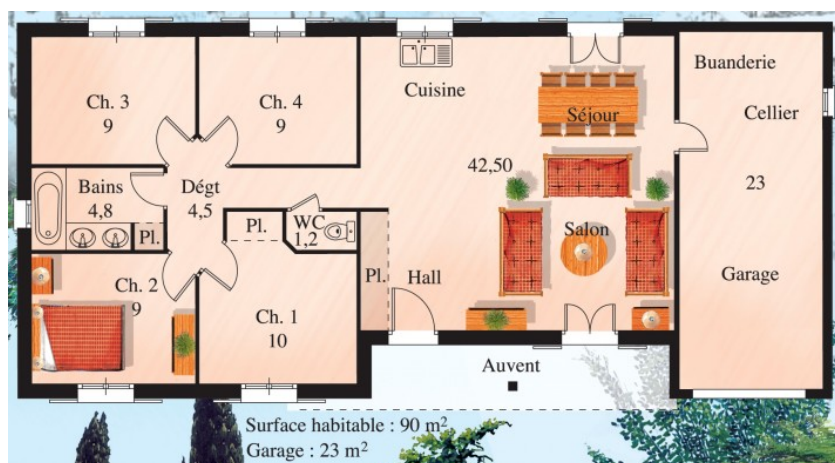 Ch. 3
9
Ch. 4
9
Cuisine
Séjour
Buanderie
Cellier
42,50
23
Bains
4,8
Dégt
4,5
Pl.
Pl.
WC
1,2
Salon
Ch. 2
9
Ch. 1
10
Pl.
Hall
Garage
Auvent
Surface habitable : 90 m²
Garage : 23 m²